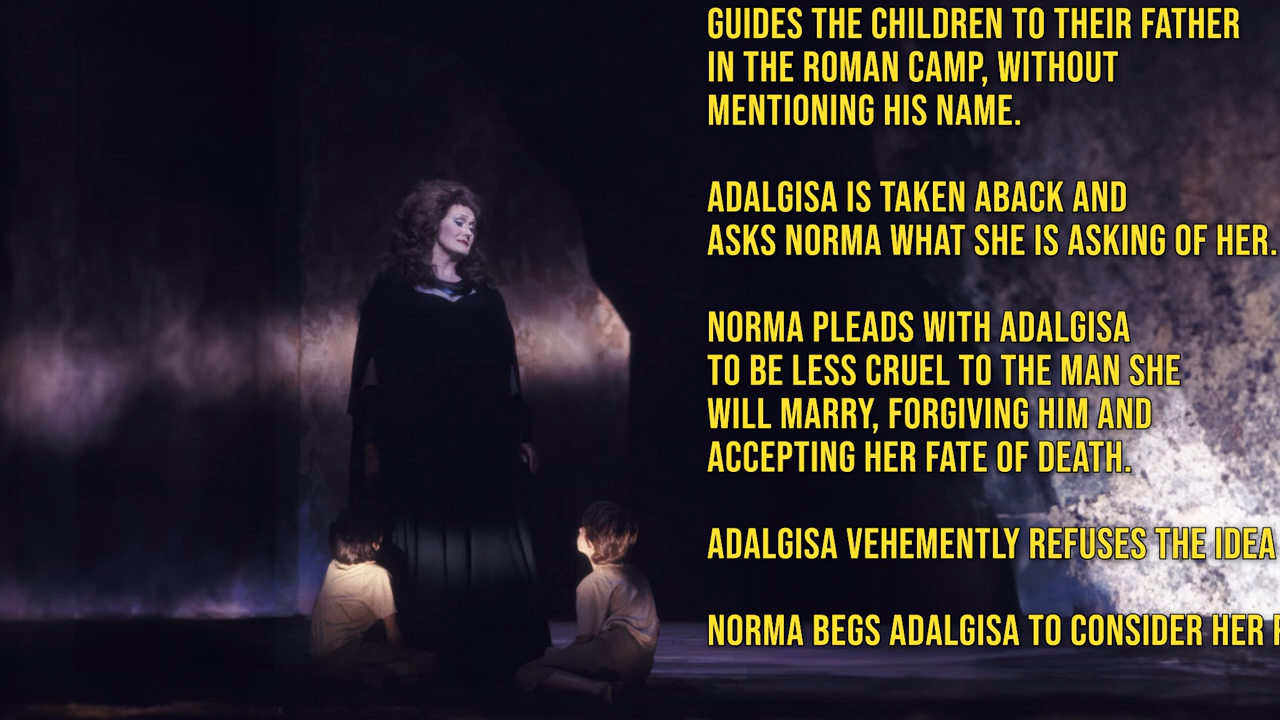 GUIDES THE CHILDREN TO THEIR FATHER
IN THE ROMAN CAMP, WITHOUT
MENTIONING HIS NAME.
ADALGISA IS TAKEN ABACK AND
ASKS NORMA WHAT SHE IS ASKING OF HER.
NORMA PLEADS WITH ADALGISA
TO BE LESS CRUEL TO THE MAN SHE
WILL MARRY, FORGIVING HIM AND
ACCEPTING HER FATE OF DEATH.
ADALGISA VEHEMENTLY REFUSES THE IDEA
NORMA BEGS ADALGISA TO CONSIDER HER